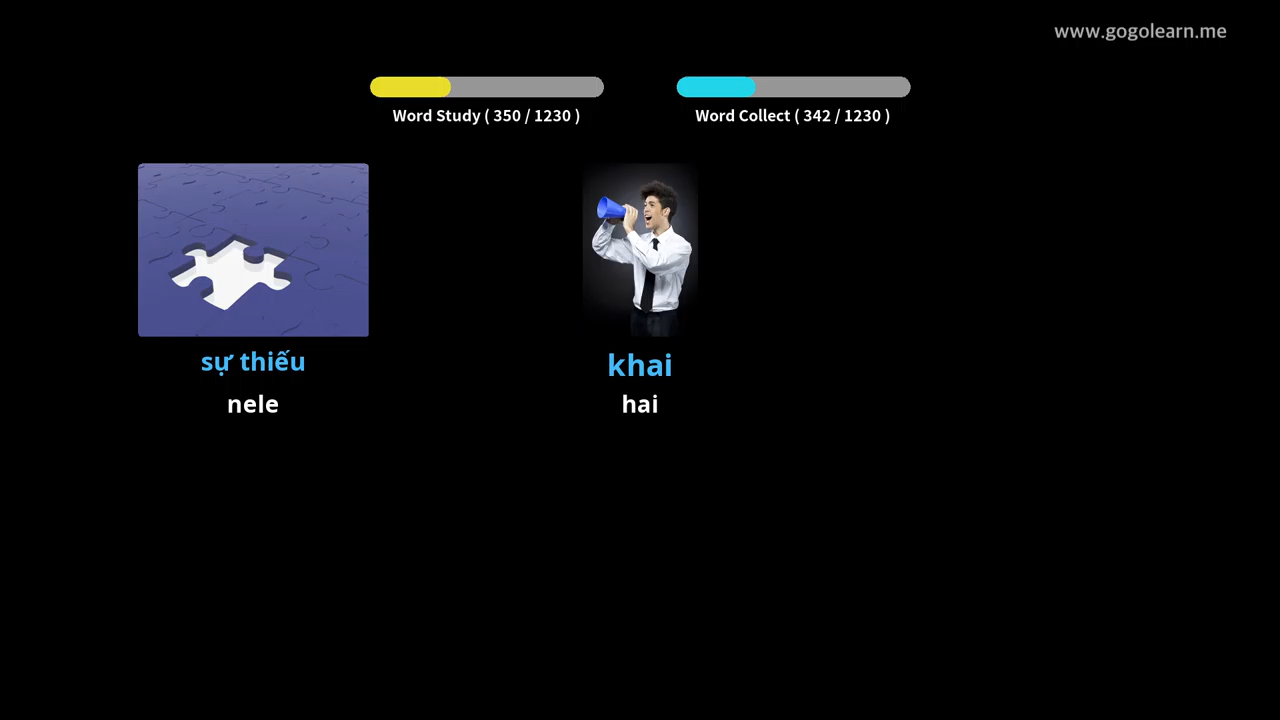 www.gogolearn.me
Word Study ( 350 / 1230 )
Word Collect ( 342 / 1230 )
sự thiếu
nele
khai
hai